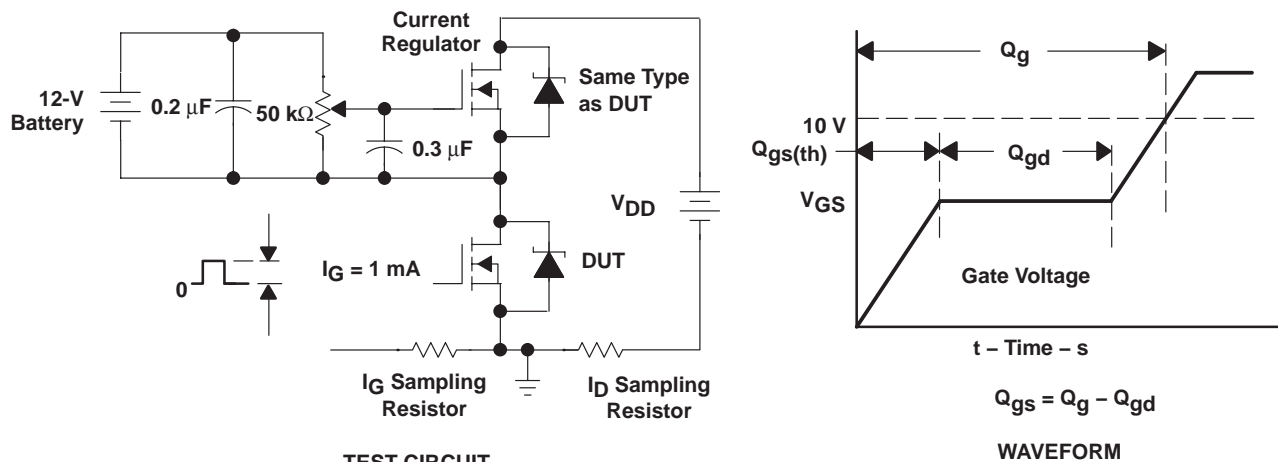 Current
Regulator
12-V
Battery
0.2 µF
50 kΩ
Same Type
as DUT
0.3 µF
VDD
0
IG = 1 mA
DUT
IG Sampling
Resistor
ID Sampling
Resistor
TEST CIRCUIT
Qg
10 V
Qgs(th)
Qgd
VGS
Gate Voltage
t – Time – s
Qgs = Qg – Qgd
WAVEFORM